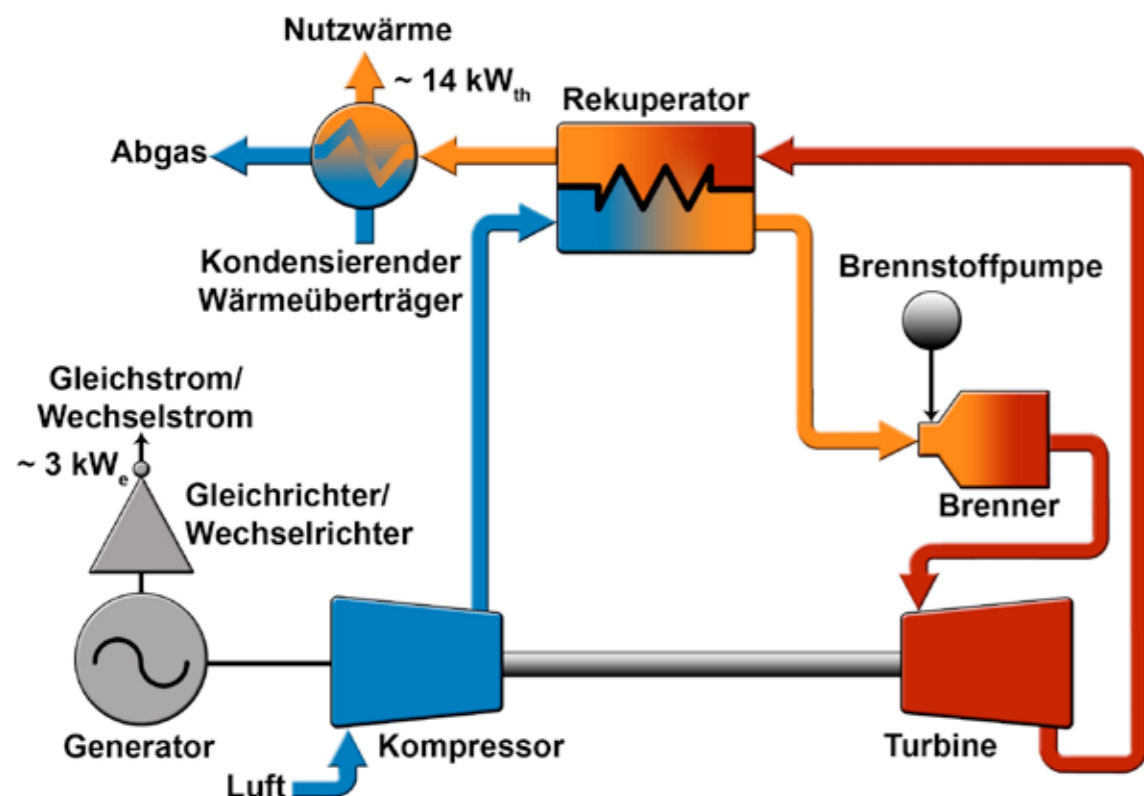 Nutzwärme
~ 14 kWth
Rekuperator
Abgas
Kondensierender
Wärmeüberträger
Brennstoffpumpe
Gleichstrom/
Wechselstrom
~ 3 kWe
Gleichrichter/
Wechselrichter
Brenner
Generator
Kompressor
Turbine
Luft